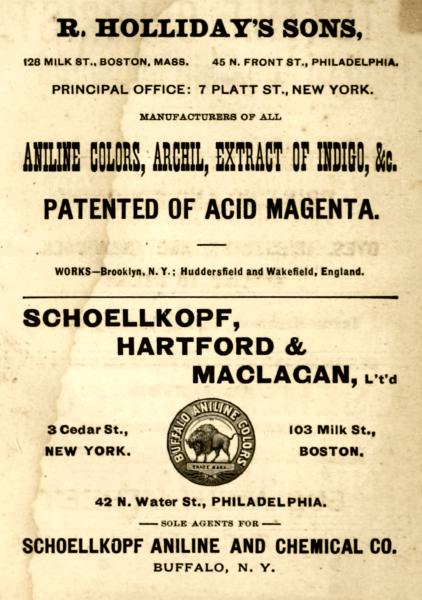 R. HOLLIDAY'S SONS,
128 MILK ST., BOSTON, MASS. 45 N. FRONT ST., PHILADELPHIA.
PRINCIPAL OFFICE: 7 PLATT ST., NEW YORK.
MANUFACTURERS OF ALL
ANILINE COLORS, ARCHIL, EXTRACT OF INDIGO, &c.
PATENTED OF ACID MAGENTA.
WORKS—Brooklyn, N. Y.; Huddersfield and Wakefield, England.
SCHOELLKOPF,
HARTFORD &
MACLAGAN, L't'd
BUFFALO ANILINE COLORS
TRADE MARK.
3 Cedar St., 103 Milk St.,
NEW YORK. BOSTON.
42 N. Water St., PHILADELPHIA.
— SOLE AGENTS FOR —
SCHOELLKOPF ANILINE AND CHEMICAL CO.
BUFFALO, N. Y.